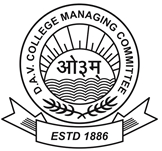 D.A.V. COLLEGE MANAGING COMMITTEE
ओ३म्
ESTD 1886